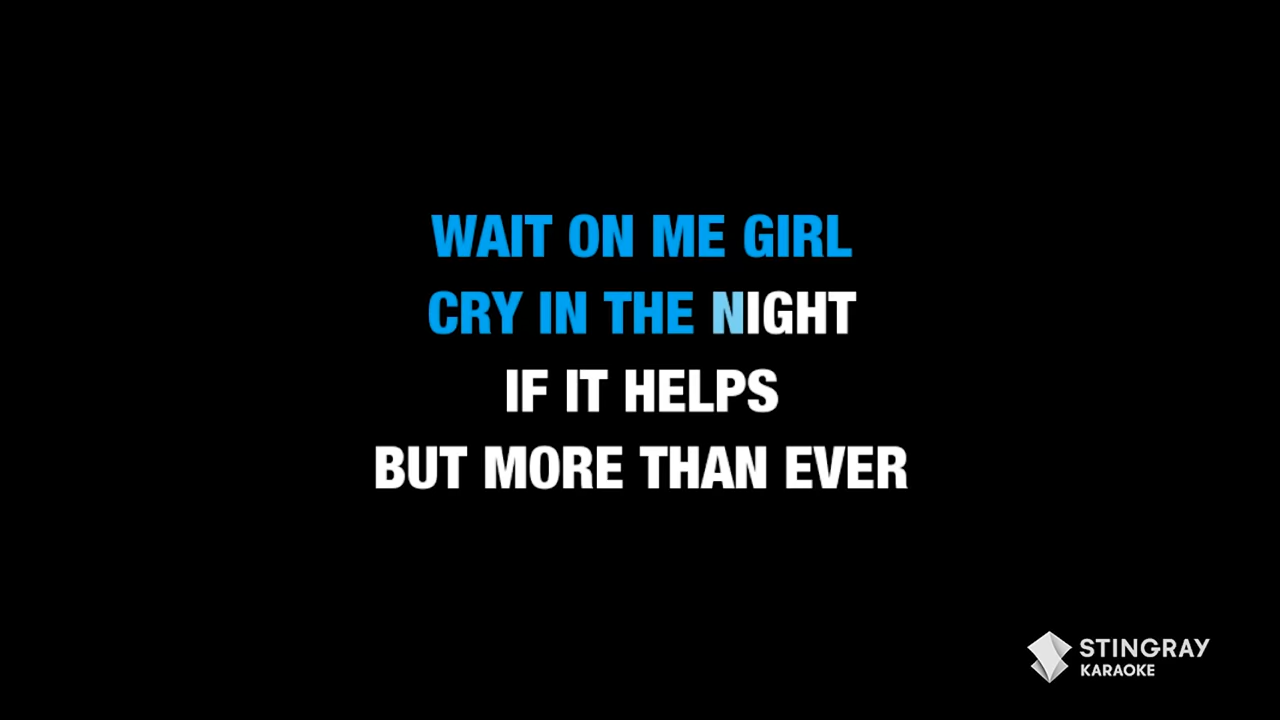 WAIT ON ME GIRL
CRY IN THE NIGHT
IF IT HELPS
BUT MORE THAN EVER
STINGRAY
KARAOKE